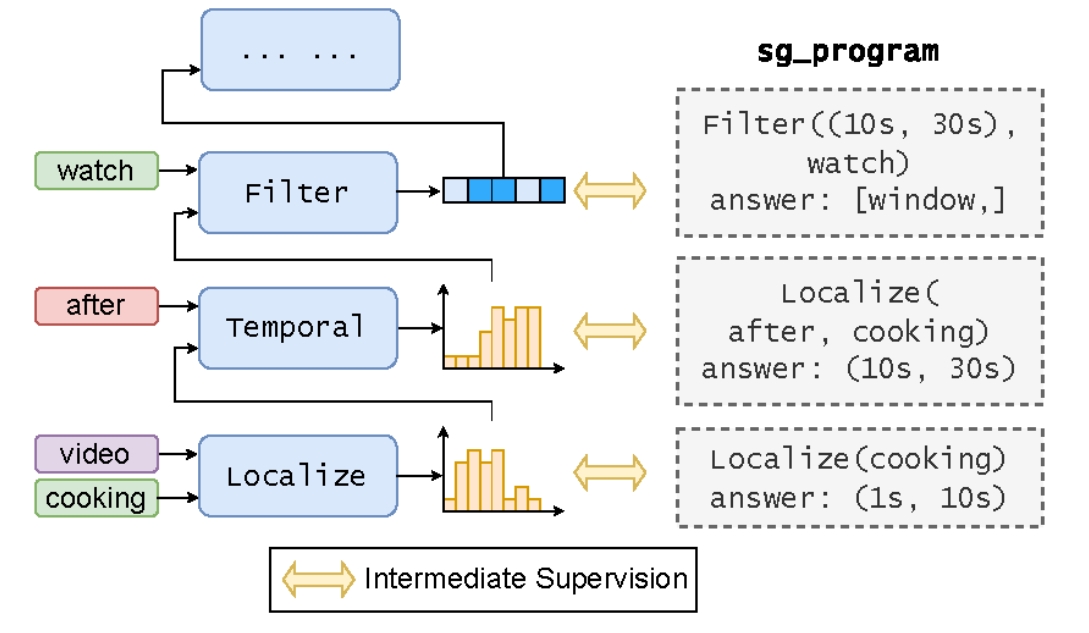 ... ...
sg_program
watch
Filter
Filter((10s, 30s),
watch)
answer: [window,]
after
Temporal
Localize(
after, cooking)
answer: (10s, 30s)
video
cooking
Localize
Localize(cooking)
answer: (1s, 10s)
Intermediate Supervision